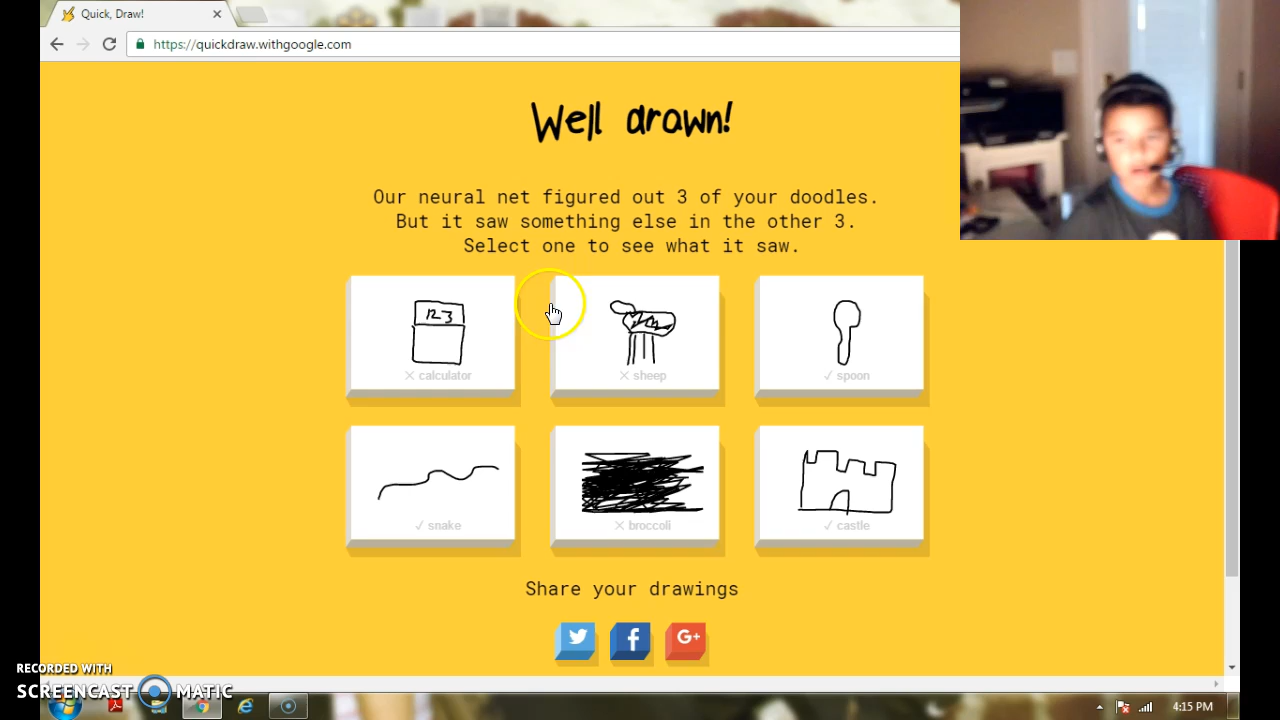 Quick, Draw!
https://quickdraw.withgoogle.com
Well drawn!
Our neural net figured out 3 of your doodles.
But it saw something else in the other 3.
Select one to see what it saw.
123
calculator
sheep
spoon
snake
broccoli
castle
Share your drawings
f
G+
RECORDED WITH
SCREENCAST MATIC
4:15 PM